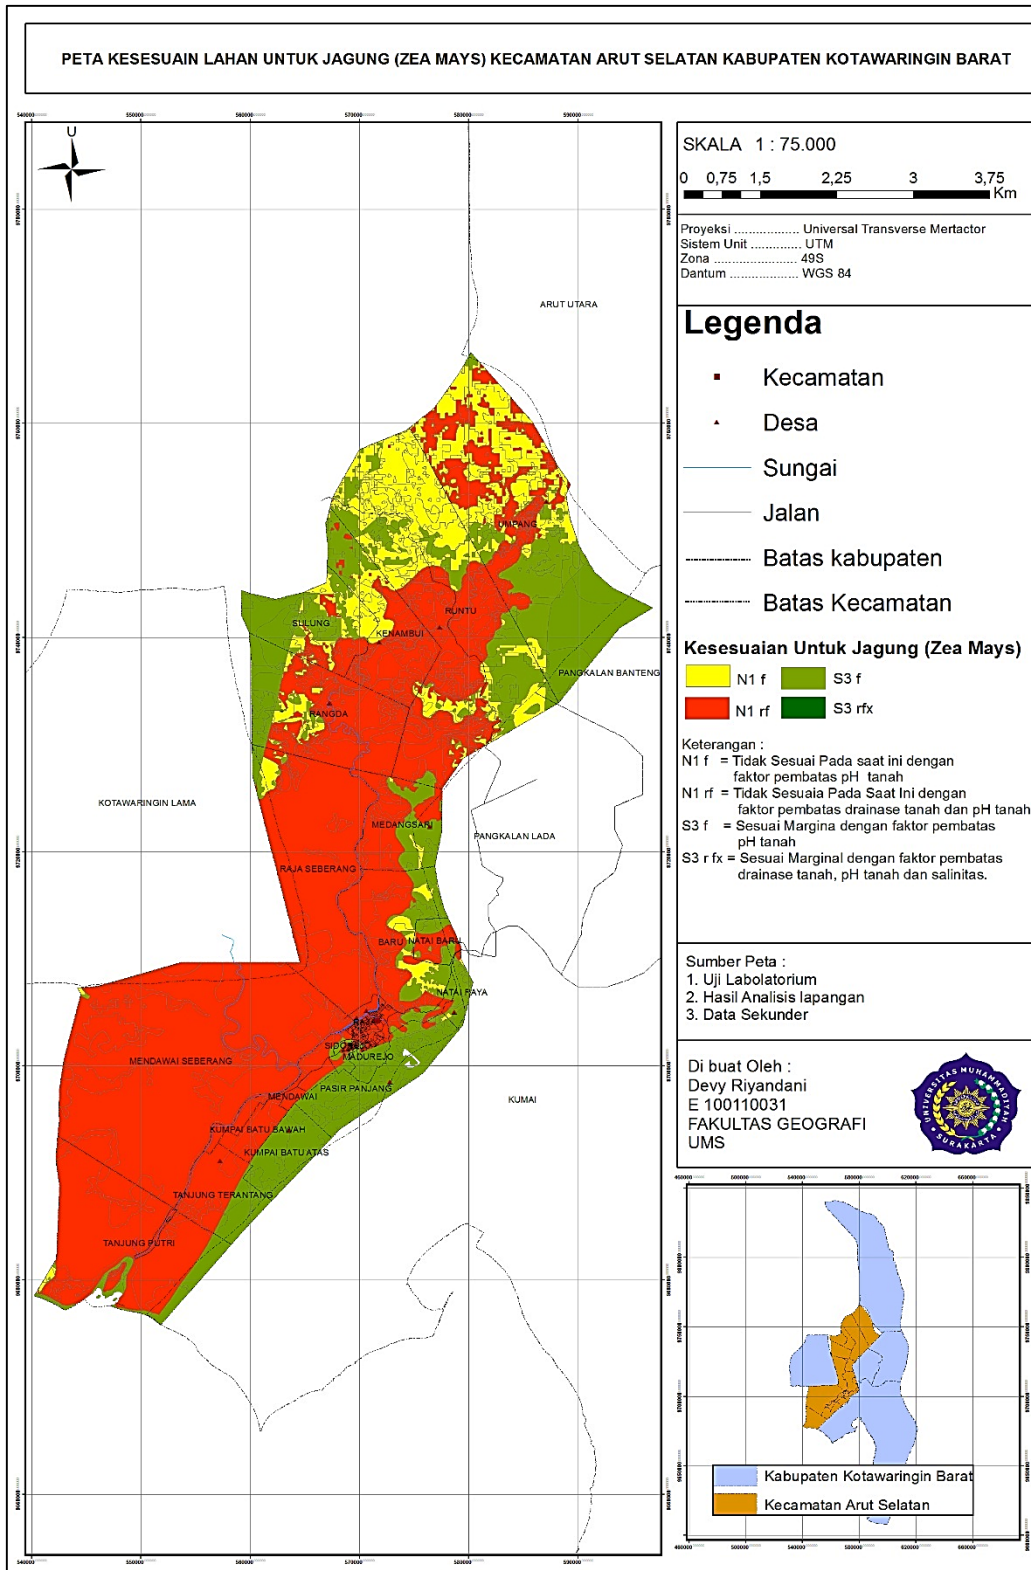 PETA KESESUAIN LAHAN UNTUK JAGUNG (ZEA MAYS) KECAMATAN ARUT SELATAN KABUPATEN KOTAWARINGIN BARAT
U
SKALA 1 : 75.000
0 0,75 1,5 2,25 3 3,75
Km
Proyeksi .................. Universal Transverse Mertactor
Sistem Unit .............. UTM
Zona ....................... 49S
Dantum ................... WGS 84
Legenda
Kecamatan
Desa
Sungai
Jalan
Batas kabupaten
Batas Kecamatan
Kesesuaian Untuk Jagung (Zea Mays)
N1 f S3 f
N1 rf S3 rfx
Keterangan :
N1 f = Tidak Sesuai Pada saat ini dengan
faktor pembatas pH tanah
N1 rf = Tidak Sesuaia Pada Saat Ini dengan
faktor pembatas drainase tanah dan pH tanah
S3 f = Sesuai Margina dengan faktor pembatas
pH tanah
S3 r fx = Sesuai Marginal dengan faktor pembatas
drainase tanah, pH tanah dan salinitas.
Sumber Peta :
1. Uji Labolatorium
2. Hasil Analisis lapangan
3. Data Sekunder
Di buat Oleh :
Devy Riyandani
E 100110031
FAKULTAS GEOGRAFI
UMS
UNIVERSITAS MUHAMMADIYAH
SURAKARTA
Kabupaten Kotawaringin Barat
Kecamatan Arut Selatan
ARUT UTARA
UMPANG
RUNTU
SULUNG
KENAMBUI
PANGKALAN BANTENG
RANGDA
KOTAWARINGIN LAMA
MEDANGSARI
PANGKALAN LADA
RAJA SEBERANG
BARU
NATAI BARU
NATAI RAYA
MENDAWAI SEBERANG
MADUREJO
PASIR PANJANG
MENDAWAI
KUMAI
KUMPAI BATU BAWAH
KUMPAI BATU ATAS
TANJUNG TERANTANG
TANJUNG PUTRI